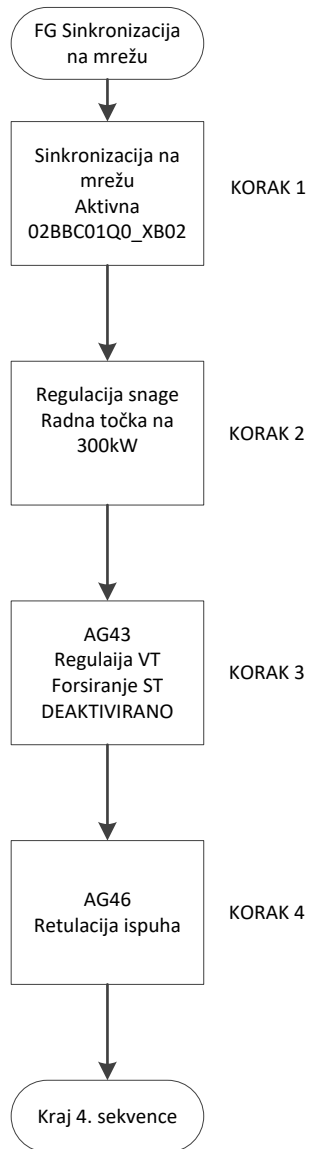 FG Sinkronizacija
na mrežu
Sinkronizacija na
mrežu
Aktivna
02BBC01Q0_XB02
KORAK 1
Regulacija snage
Radna točka na
300kW
KORAK 2
AG43
Regulaija VT
Forsiranje ST
DEAKTIVIRANO
KORAK 3
AG46
Retulacija ispuha
KORAK 4
Kraj 4. sekvence